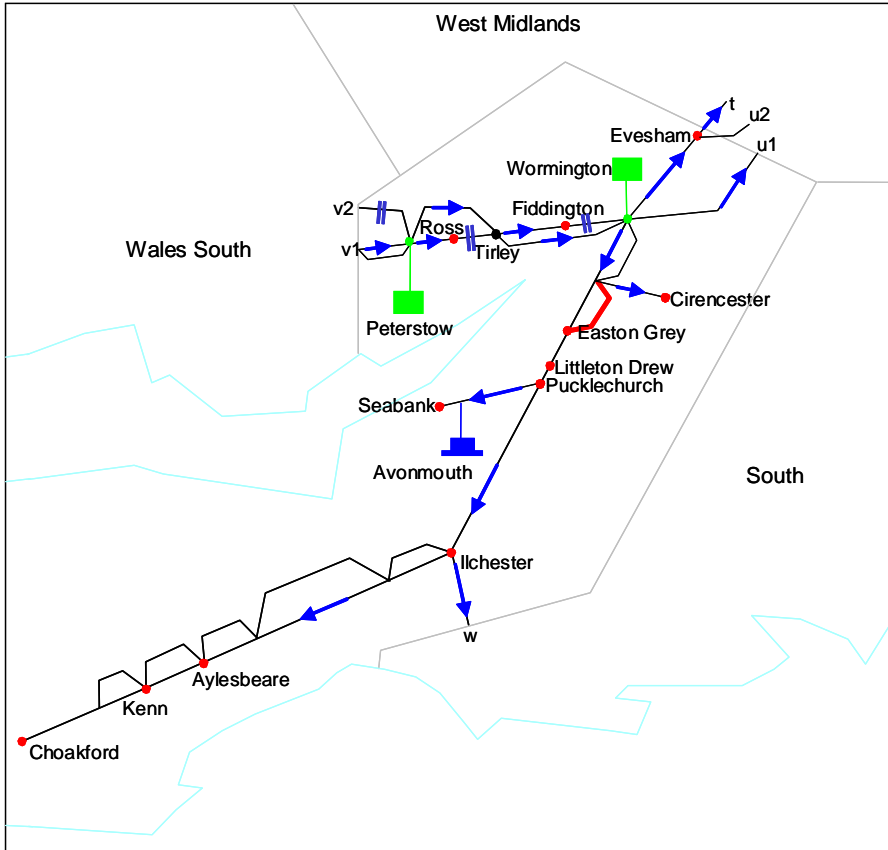 West Midlands
t
u2
Evesham
u1
Wormington
v2
Fiddington
Ross
v1
Tirley
Wales South
Cirencester
Peterstow
Easton Grey
Littleton Drew
Pucklechurch
Seabank
Avonmouth
South
Ilchester
w
Aylesbeare
Kenn
Choakford